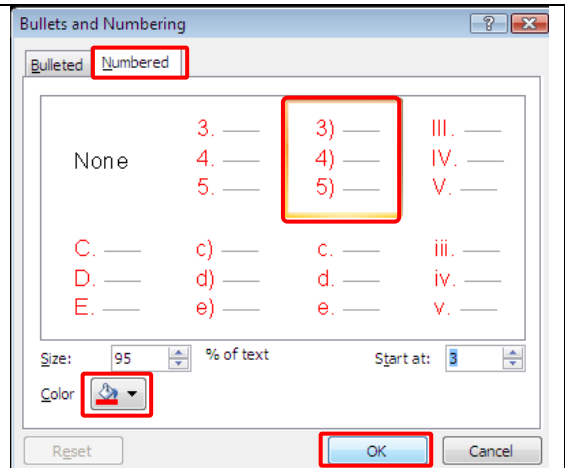 Bullets and Numbering
Bulleted Numbered
None
3.
4.
5.
3)
4)
5)
III.
IV.
V.
C.
D.
E.
c)
d)
e)
c.
d.
e.
iii.
iv.
v.
Size: 95 % of text Start at: 3
Color
Reset OK Cancel